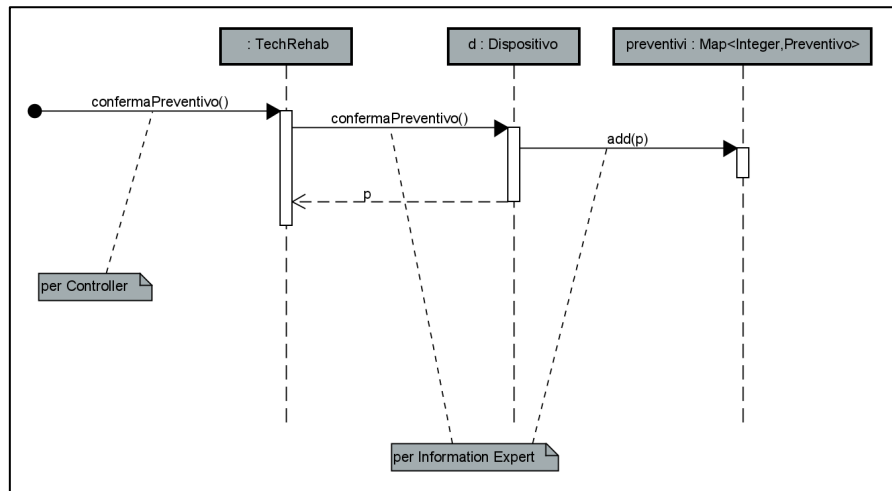 : TechRehab
d : Dispositivo
preventivi : Map<Integer,Preventivo>
confermaPreventivo()
confermaPreventivo()
add(p)
p
per Controller
per Information Expert